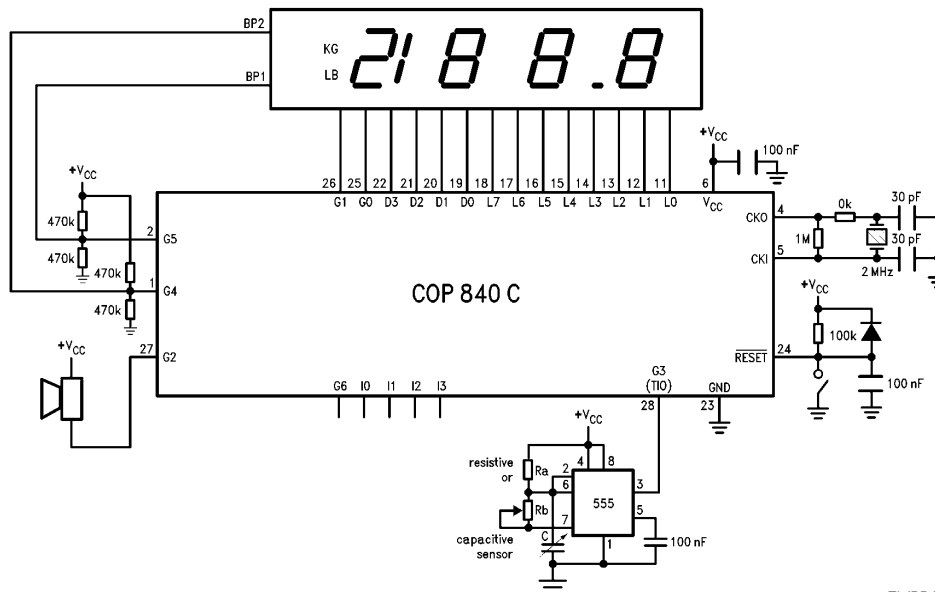 BP2
KG
LB
218 8.8
BP1
+VCC
100 nF
26 25 22 21 20 19 18 17 16 15 14 13 12 11 6
G1 G0 D3 D2 D1 D0 L7 L6 L5 L4 L3 L2 L1 L0 VCC
+VCC
470k
470k
2 G5
470k
1 G4
470k
CKO 4
0k
30 pF
1M
30 pF
CKI 5
2 MHz
COP 840 C
+VCC
100k
RESET 24
100 nF
+VCC
27 G2
G6 I0 I1 I2 I3
G3
(TIO)
28
GND
23
+VCC
resistive
or
Ra
Rb
capacitive
sensor
C
4 8
2
6
7
555
3
5
1
100 nF